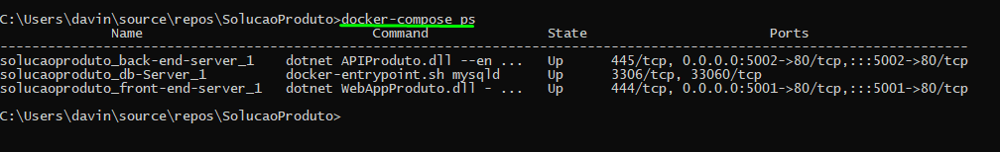 C:\Users\davin\source\repos\SolucaoProduto>docker-compose ps
Name Command State Ports
--------------------------------------------------------------------------------------------------------------------------
solucaoproduto_back-end-server_1 dotnet APIProduto.dll --en ... Up 445/tcp, 0.0.0.0:5002->80/tcp,:::5002->80/tcp
solucaoproduto_db-Server_1 docker-entrypoint.sh mysqld Up 3306/tcp, 33060/tcp
solucaoproduto_front-end-server_1 dotnet WebAppProduto.dll - ... Up 444/tcp, 0.0.0.0:5001->80/tcp,:::5001->80/tcp
C:\Users\davin\source\repos\SolucaoProduto>